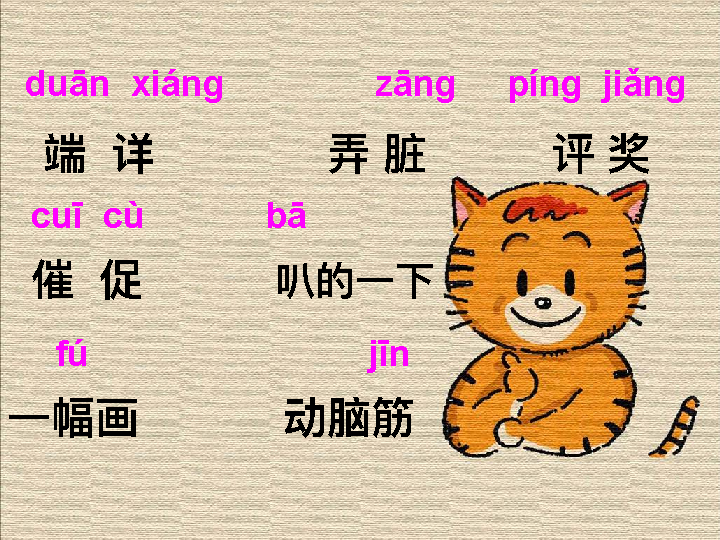 duān xiáng zāng píng jiǎng
端 详 弄 脏 评 奖
cuī cù bā
催 促 叭的一下
fú jīn
一幅画 动脑筋